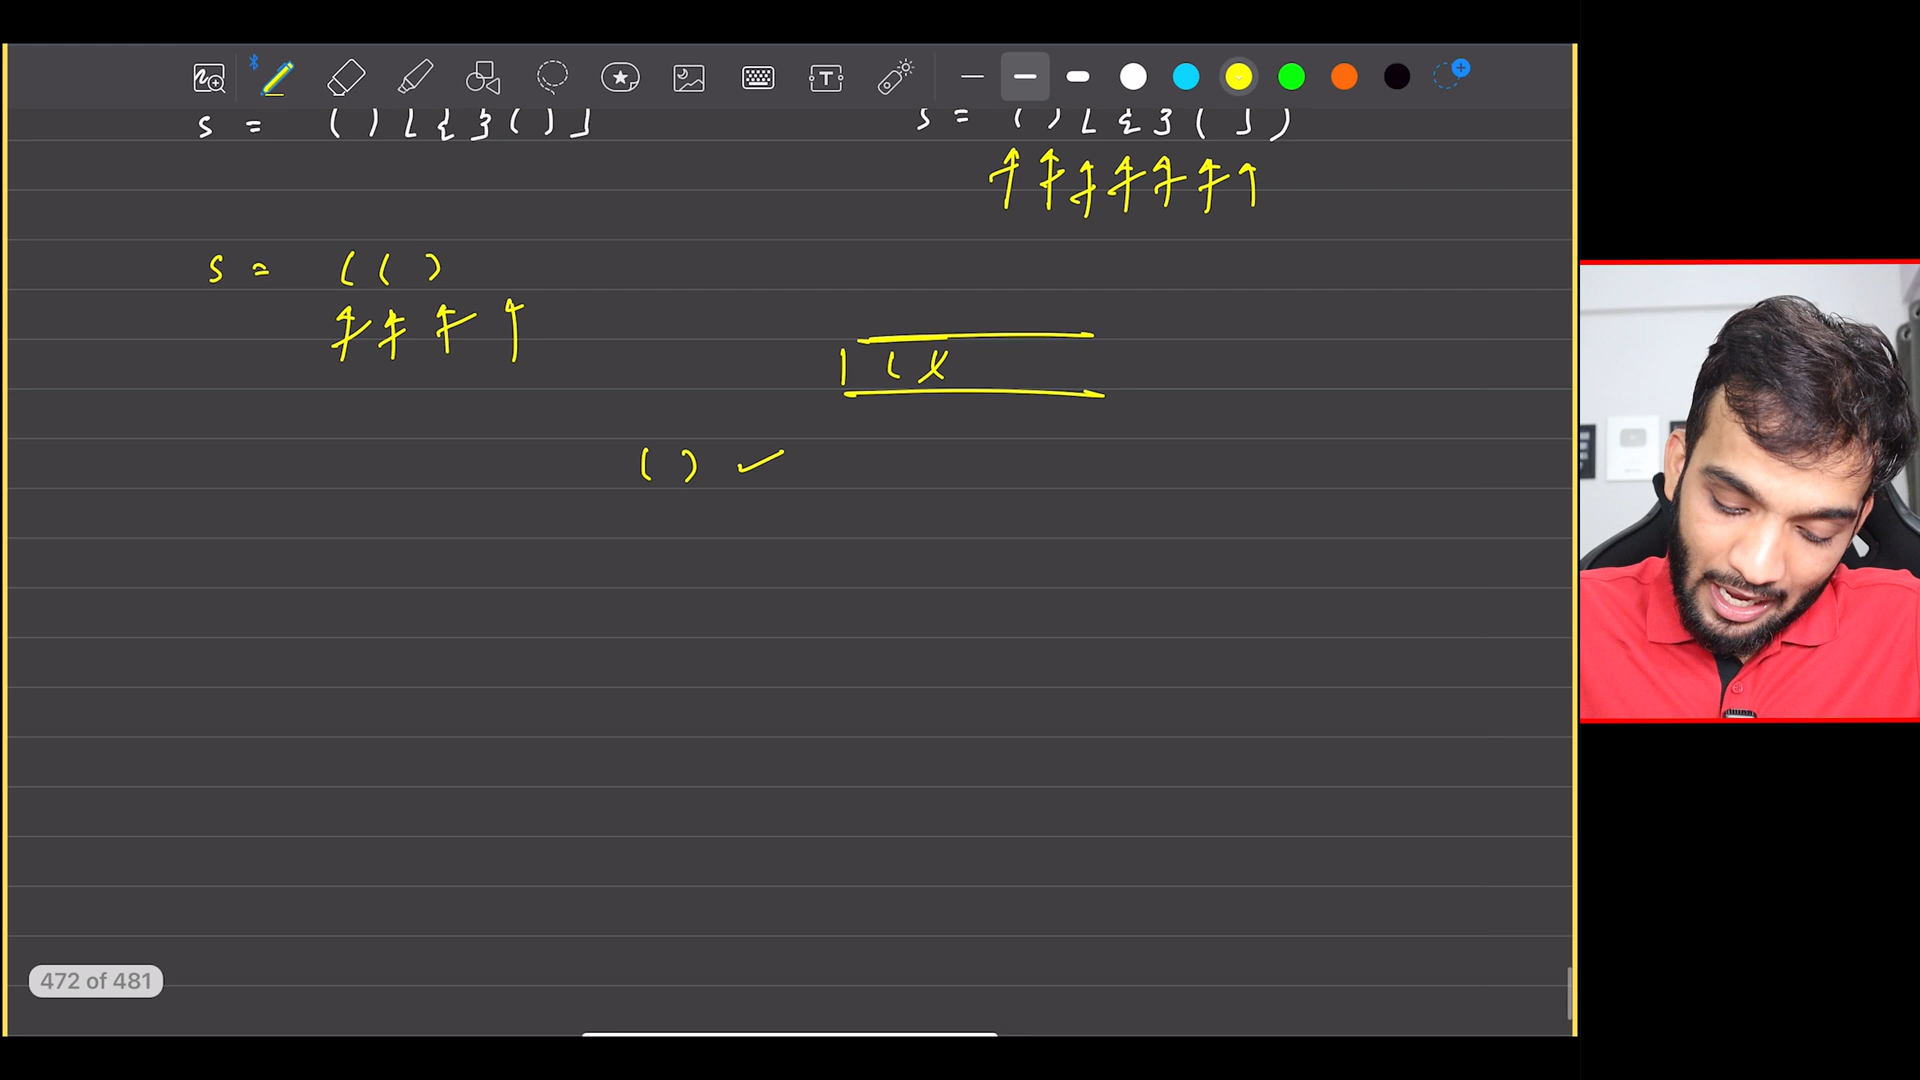 s = ( ) [ { } ( ) ]
s = ( ) [ { } ( ] )
s = ( ( )
(
( ) ✓
472 of 481